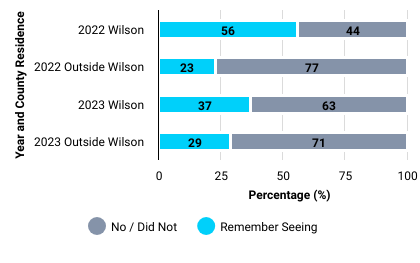 Year and County Residence
2022 Wilson
56
44
2022 Outside Wilson
23
77
2023 Wilson
37
63
2023 Outside Wilson
29
71
0
25
50
75
100
Percentage (%)
No / Did Not
Remember Seeing